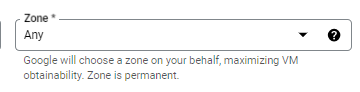 Zone *
Any
Google will choose a zone on your behalf, maximizing VM
obtainability. Zone is permanent.